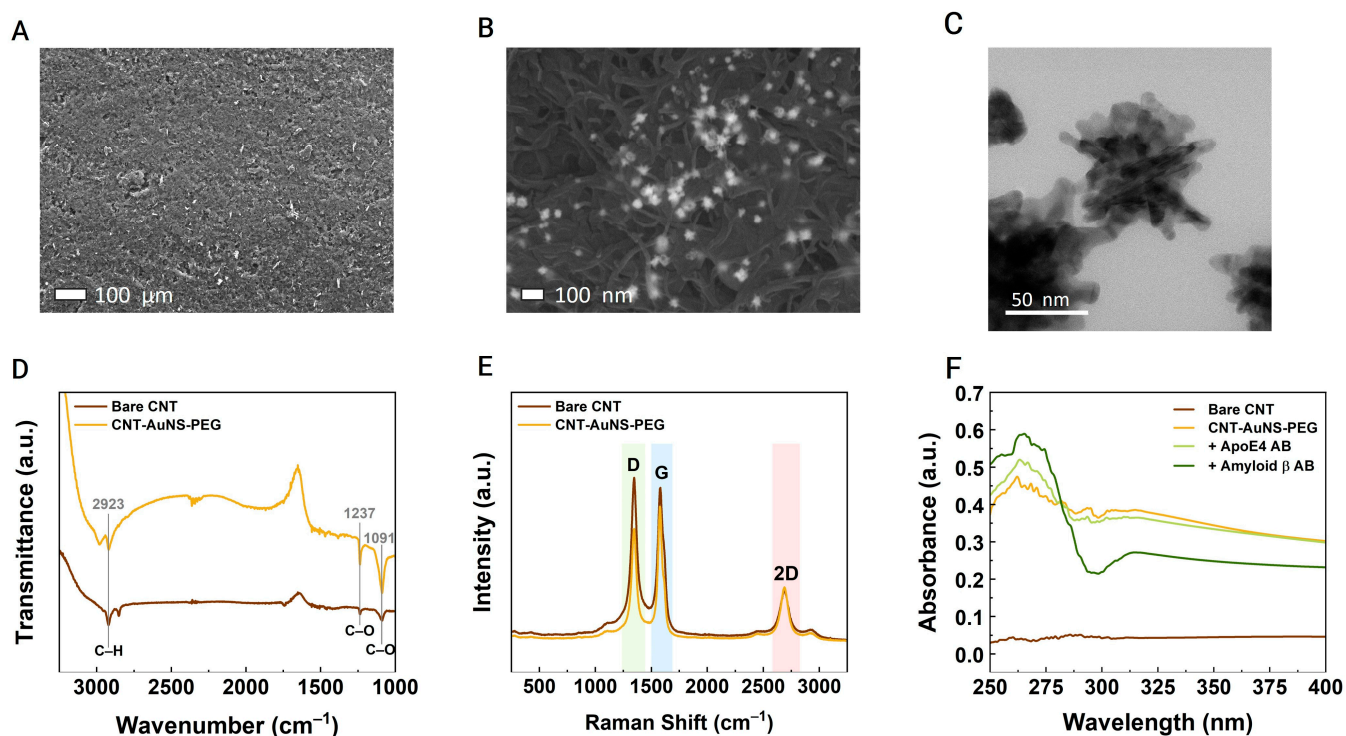 A
B
C
100 µm
100 nm
50 nm
D
Bare CNT
CNT-AuNS-PEG
2923
1237
1091
C–H
C–O
C–O
Transmittance (a.u.)
3000 2500 2000 1500 1000
Wavenumber (cm⁻¹)
E
Bare CNT
CNT-AuNS-PEG
D
G
2D
Intensity (a.u.)
500 1000 1500 2000 2500 3000
Raman Shift (cm⁻¹)
F
Bare CNT
CNT-AuNS-PEG
+ ApoE4 AB
+ Amyloid β AB
0.7
0.6
0.5
0.4
0.3
0.2
0.1
0.0
Absorbance (a.u.)
250 275 300 325 350 375 400
Wavelength (nm)